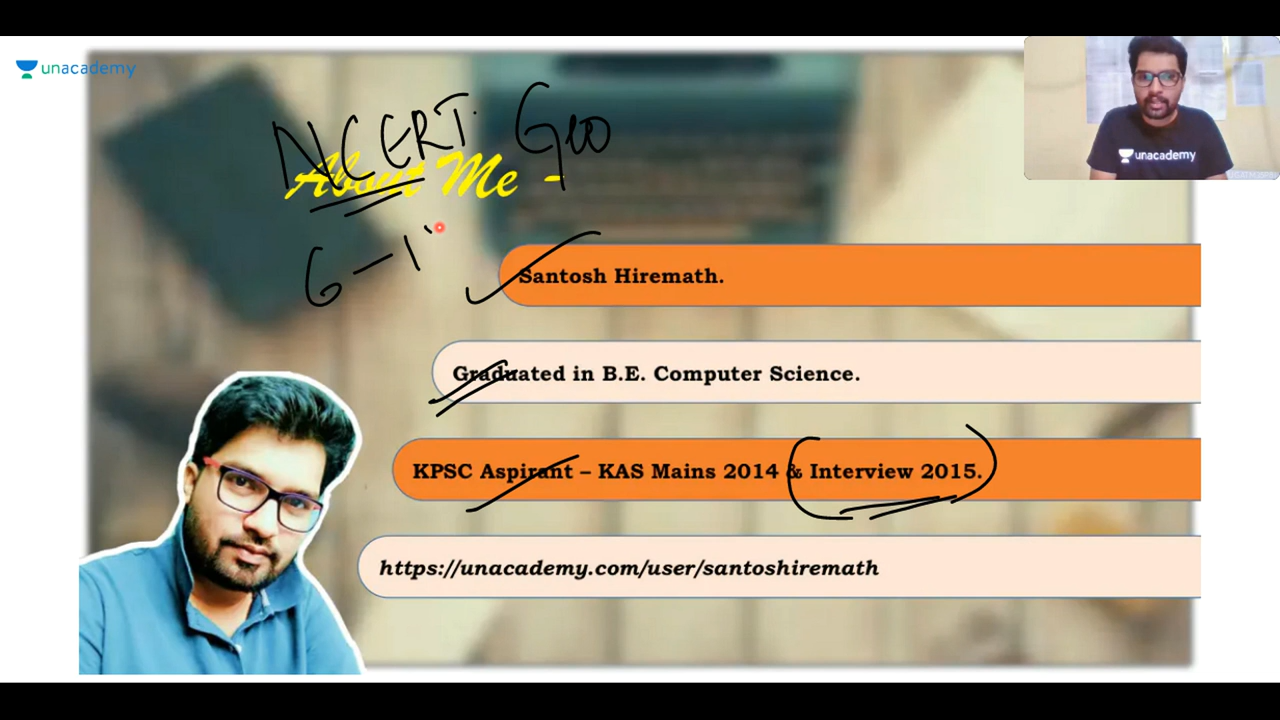 unacademy
NCERT. Geo
About Me -
6 - 1
Santosh Hiremath.
Graduated in B.E. Computer Science.
KPSC Aspirant – KAS Mains 2014 & Interview 2015.
https://unacademy.com/user/santoshiremath
unacademy